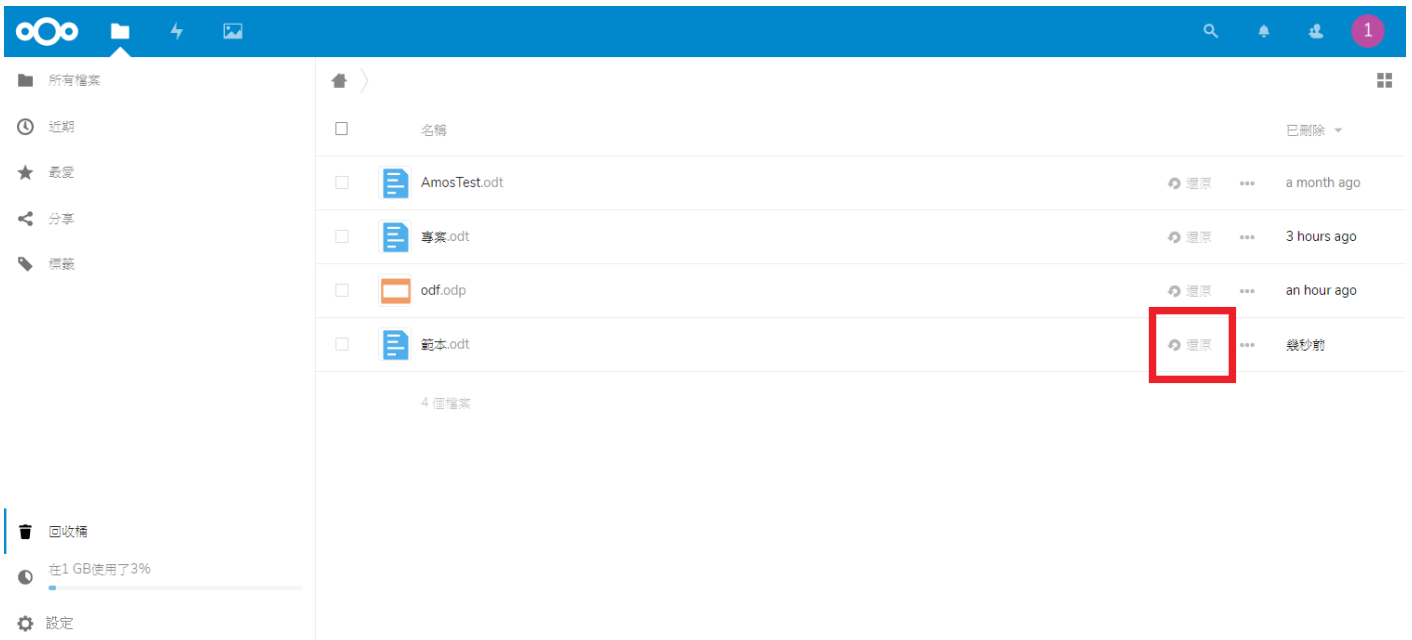 1
所有檔案
近期
最愛
分享
標籤
名稱 已刪除
AmosTest.odt 還原 a month ago
專案.odt 還原 3 hours ago
odf.odp 還原 an hour ago
範本.odt 還原 幾秒前
4 個檔案
回收桶
在1 GB使用了3%
設定